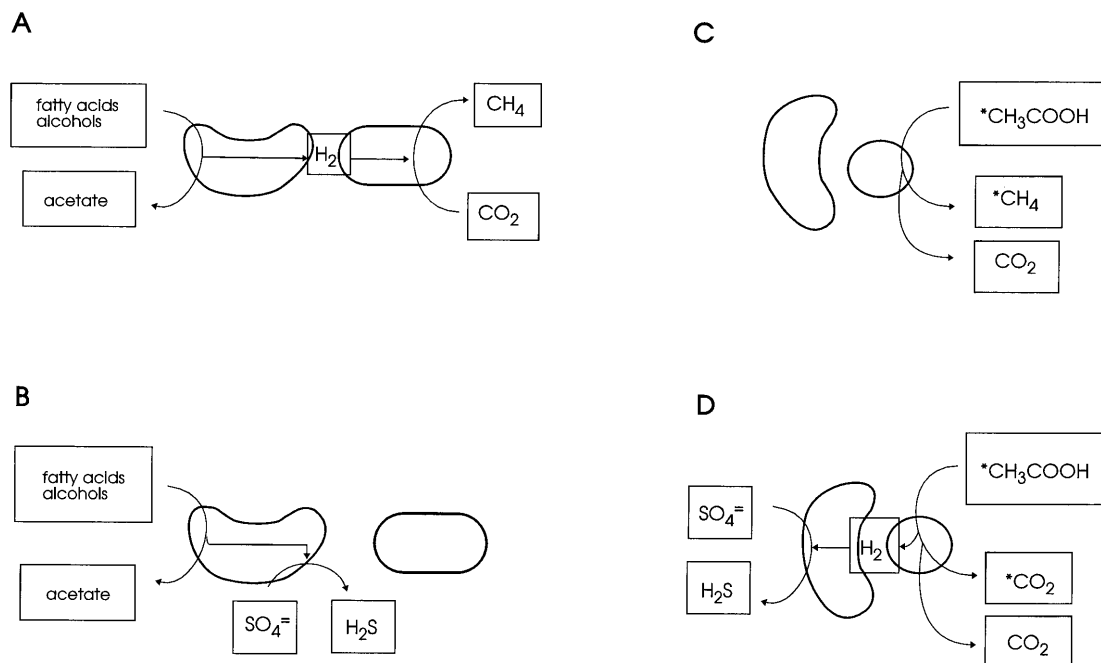 A
fatty acids
alcohols
acetate
H₂
CH₄
CO₂
B
fatty acids
alcohols
acetate
SO₄⁼
H₂S
C
*CH₃COOH
*CH₄
CO₂
D
SO₄⁼
H₂S
H₂
*CH₃COOH
*CO₂
CO₂